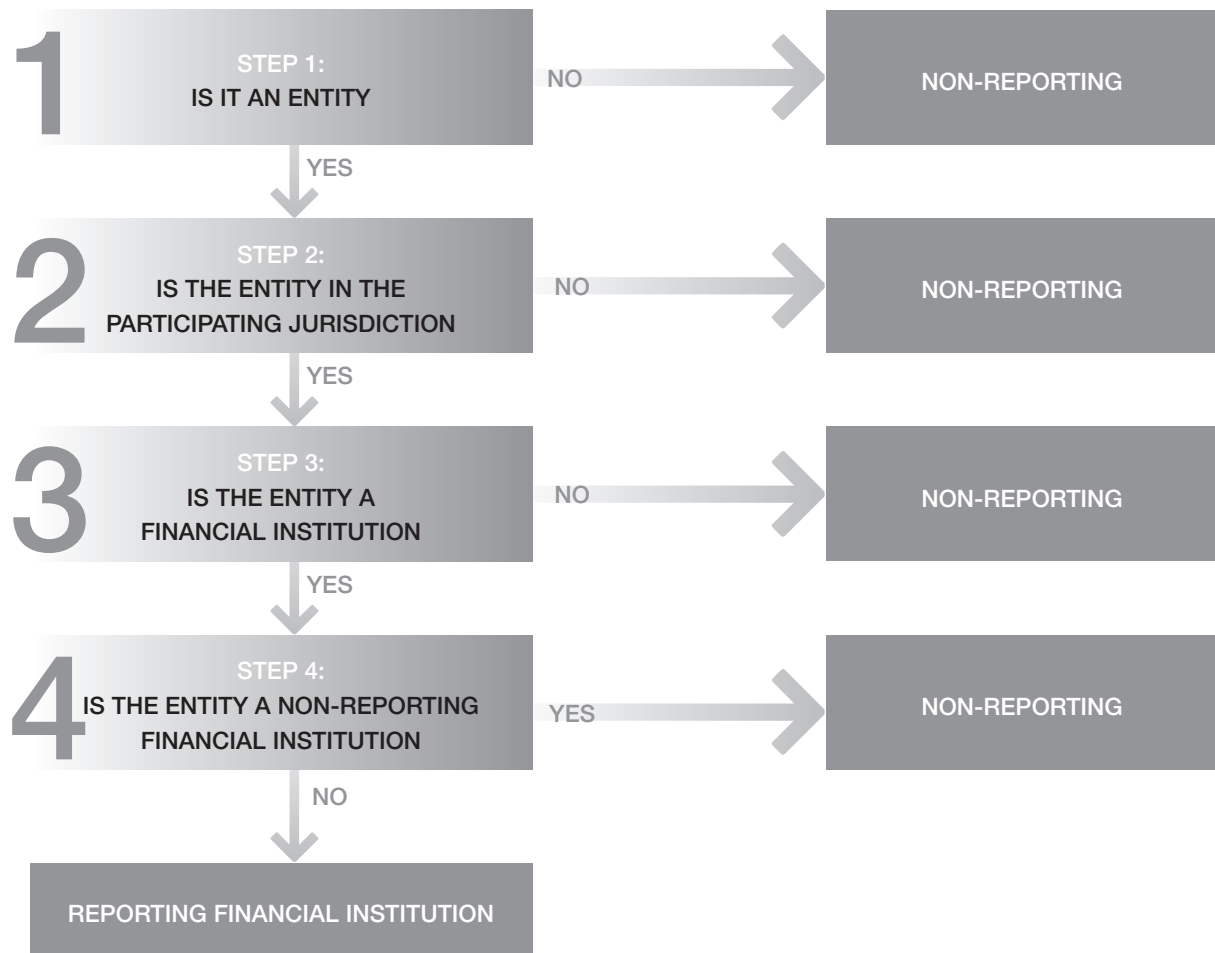 1
STEP 1:
IS IT AN ENTITY
NO
NON-REPORTING
YES
2
STEP 2:
IS THE ENTITY IN THE
PARTICIPATING JURISDICTION
NO
NON-REPORTING
YES
3
STEP 3:
IS THE ENTITY A
FINANCIAL INSTITUTION
NO
NON-REPORTING
YES
4
STEP 4:
IS THE ENTITY A NON-REPORTING
FINANCIAL INSTITUTION
YES
NON-REPORTING
NO
REPORTING FINANCIAL INSTITUTION